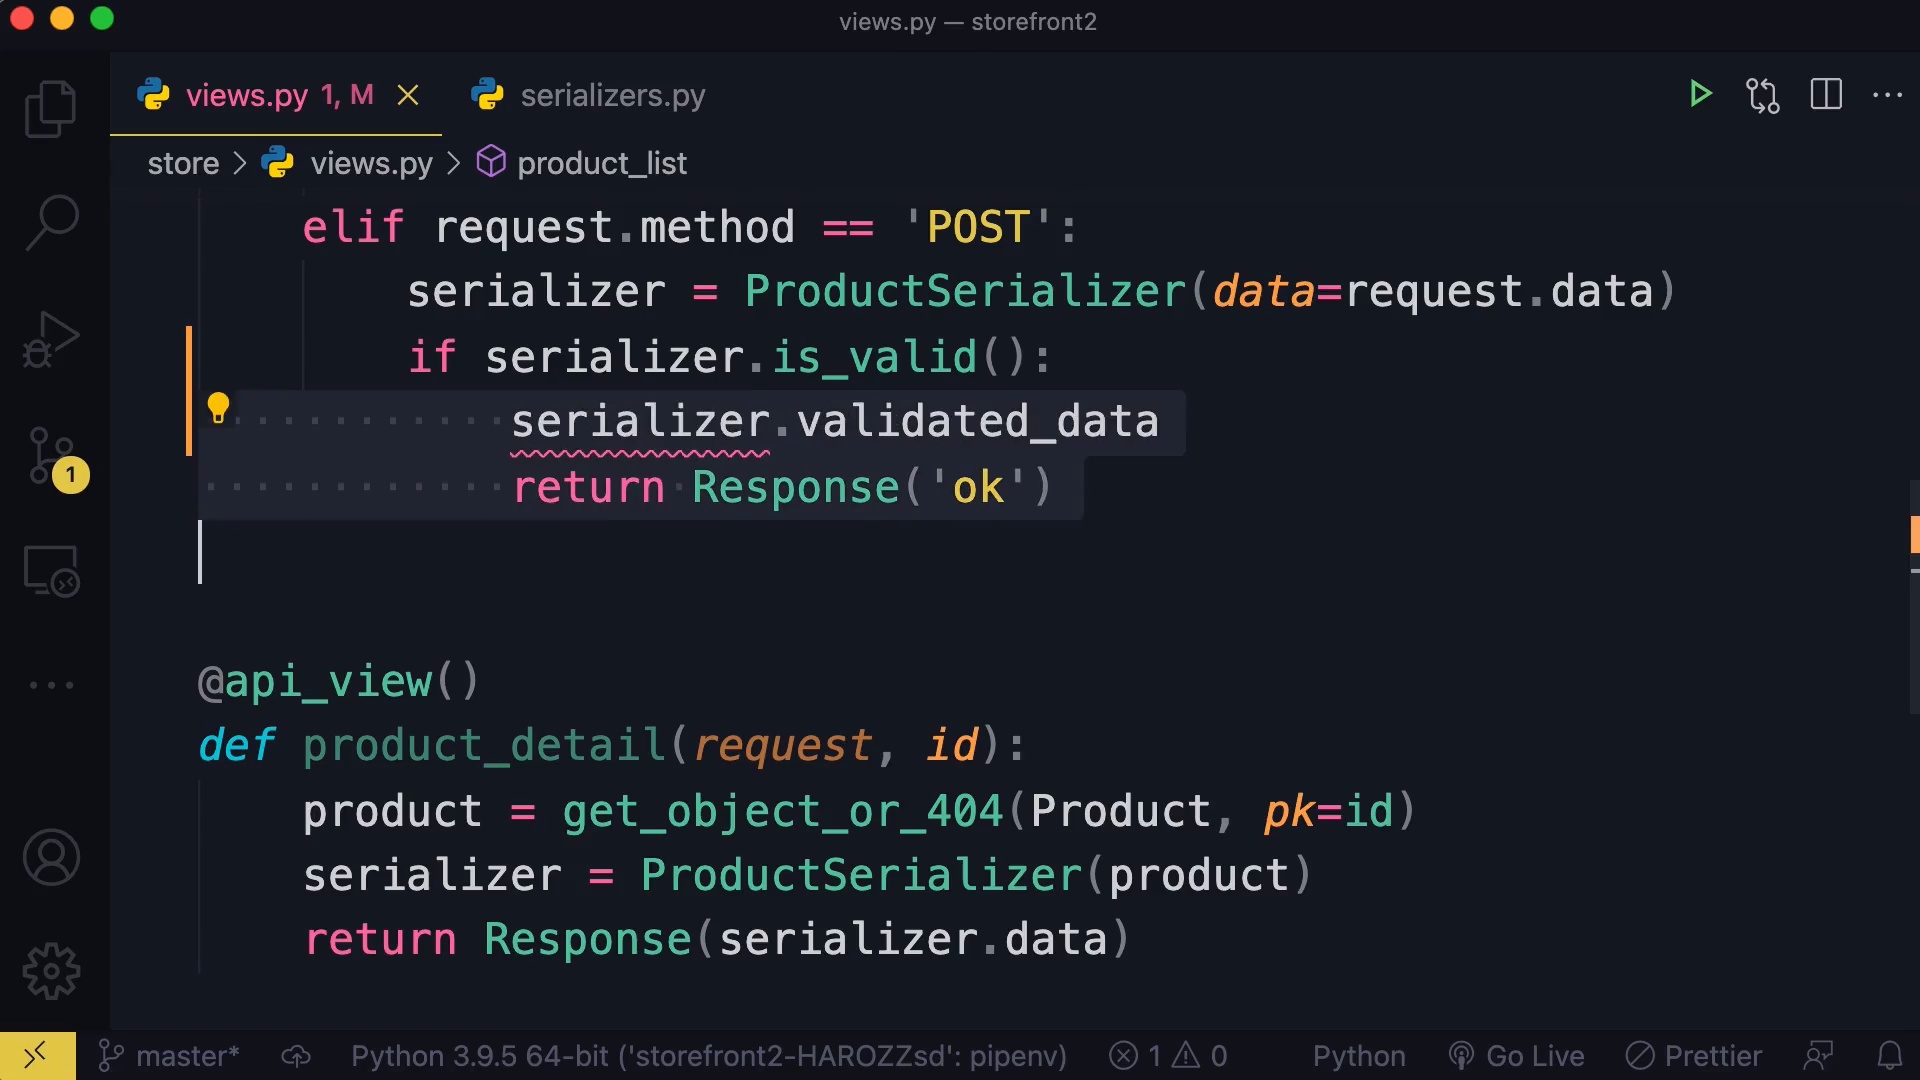 views.py — storefront2
views.py 1, M
serializers.py
store > views.py > product_list
elif request.method == 'POST':
serializer = ProductSerializer(data=request.data)
if serializer.is_valid():
serializer.validated_data
return Response('ok')
@api_view()
def product_detail(request, id):
product = get_object_or_404(Product, pk=id)
serializer = ProductSerializer(product)
return Response(serializer.data)
1
master* Python 3.9.5 64-bit ('storefront2-HAROZZsd': pipenv) 1 0 Python Go Live Prettier